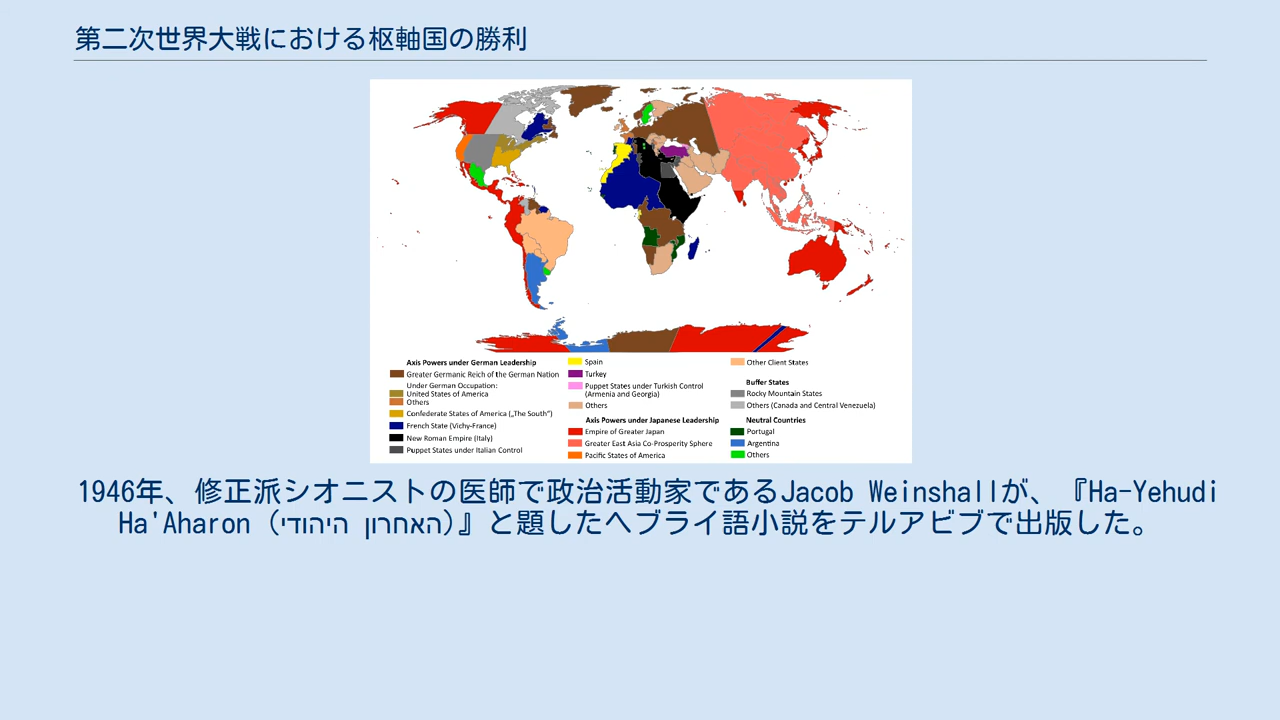 第二次世界大戦における枢軸国の勝利
Axis Powers under German Leadership
Greater Germanic Reich of the German Nation
Under German Occupation:
United States of America
Others
Confederate States of America („The South“)
French State (Vichy-France)
New Roman Empire (Italy)
Puppet States under Italian Control
Spain
Turkey
Puppet States under Turkish Control
(Armenia and Georgia)
Others
Axis Powers under Japanese Leadership
Empire of Greater Japan
Greater East Asia Co-Prosperity Sphere
Pacific States of America
Other Client States
Buffer States
Rocky Mountain States
Others (Canada and Central Venezuela)
Neutral Countries
Portugal
Argentina
Others
1946年、修正派シオニストの医師で政治活動家であるJacob Weinshallが、『Ha-Yehudi
Ha'Aharon (היהודי האחרון)』と題したヘブライ語小説をテルアビブで出版した。